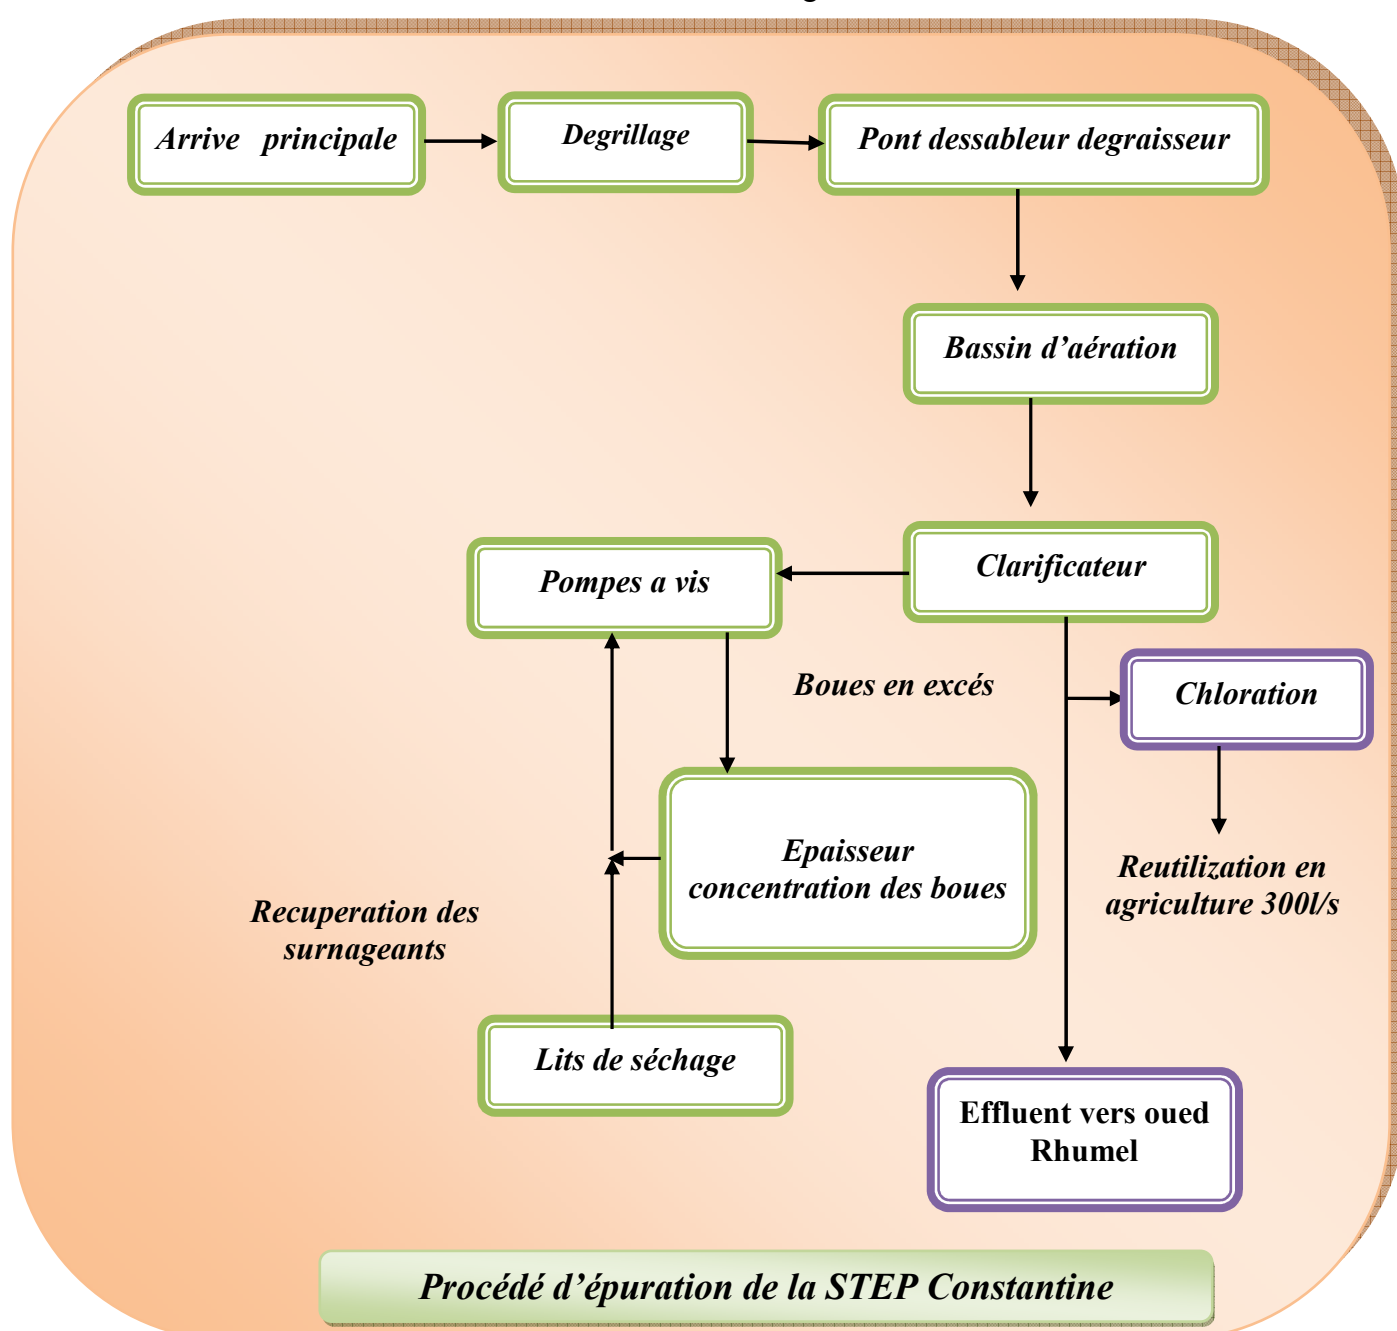 Arrive principale
Degrillage
Pont dessableur degraisseur
Bassin d’aération
Clarificateur
Pompes a vis
Boues en excés
Chloration
Epaisseur
concentration des boues
Reutilization en
agriculture 300l/s
Recuperation des
surnageants
Lits de séchage
Effluent vers oued
Rhumel
Procédé d’épuration de la STEP Constantine